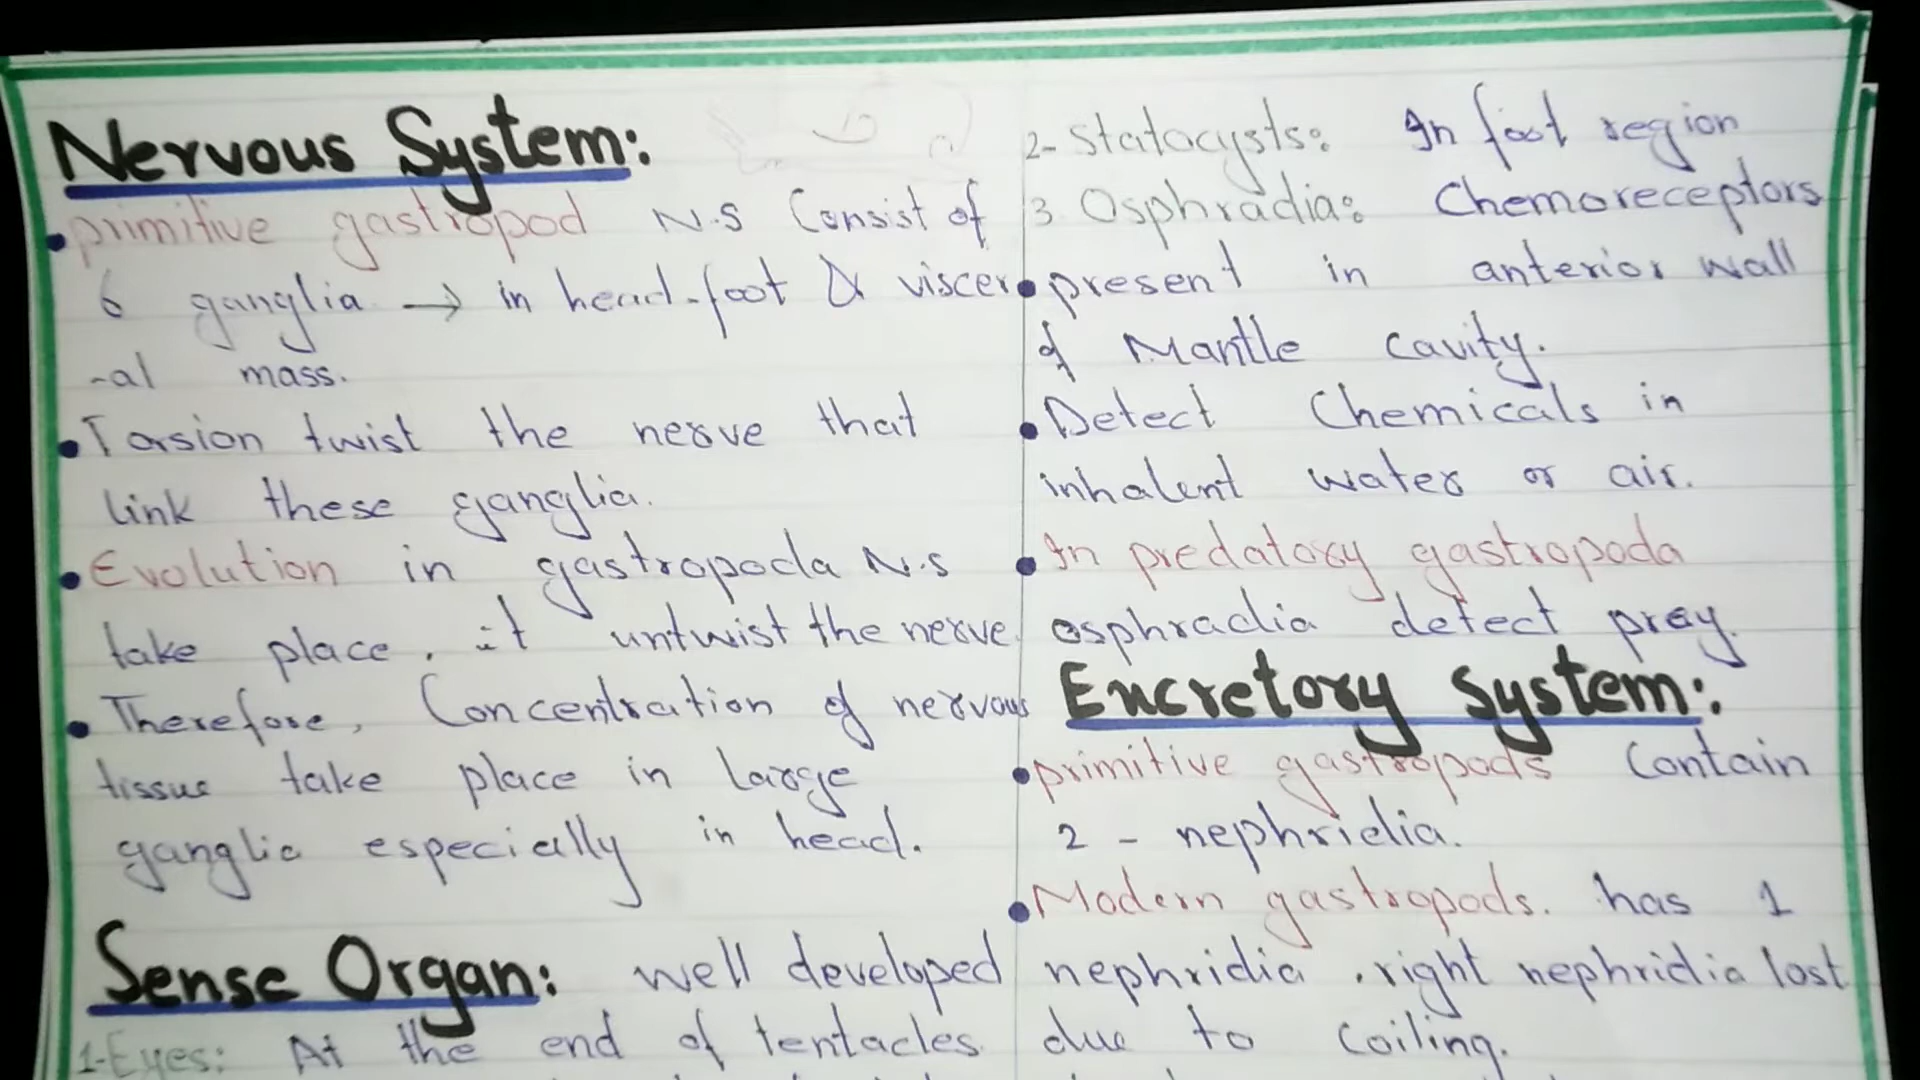 Nervous System:
primitive gastropod N.S Consist of
6 ganglia → in head-foot & viscer
-al mass.
Torsion twist the nerve that
link these ganglia.
Evolution in gastropoda N.S
take place, it untwist the nerve
Therefore, Concentration of nervous
tissue take place in large
ganglia especially in head.
Sense Organ: well developed
1-Eyes: At the end of tentacles
2-Statocysts: In foot region
3 Osphradia: Chemoreceptors
present in anterior wall
of Mantle cavity.
Detect Chemicals in
inhalent water or air.
In predatory gastropoda
osphradia detect prey.
Encretory System:
primitive gastropods Contain
2 - nephridia.
Modern gastropods. has 1
nephridia . right nephridia lost
due to Coiling.